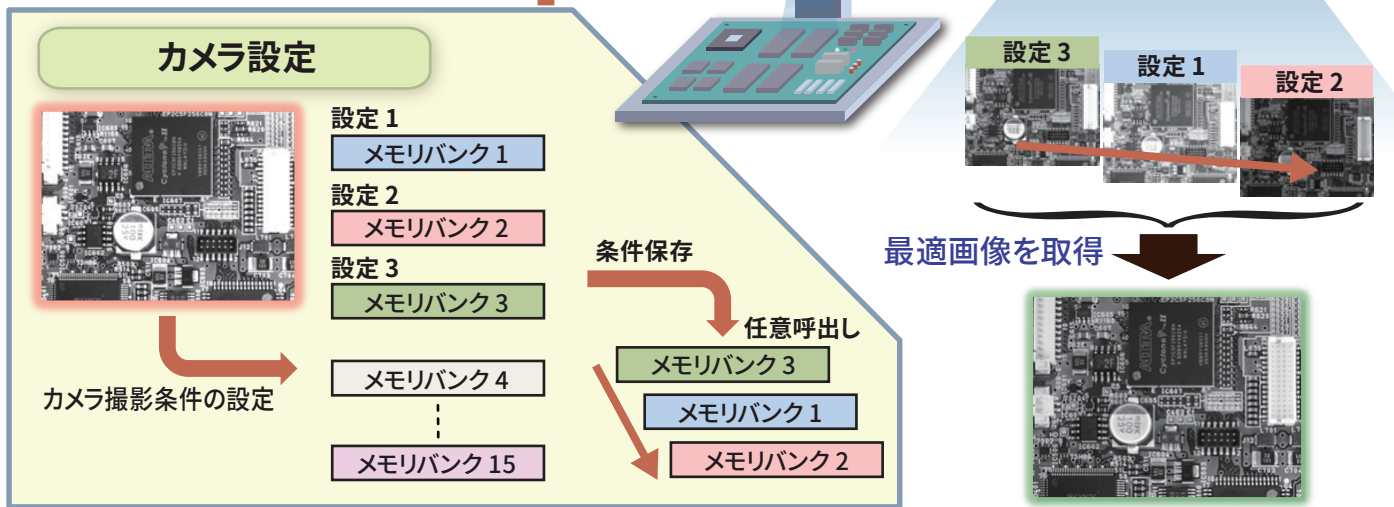 カメラ設定
設定 1
メモリバンク 1
設定 2
メモリバンク 2
設定 3
メモリバンク 3
メモリバンク 4
メモリバンク 15
カメラ撮影条件の設定
条件保存
任意呼出し
メモリバンク 3
メモリバンク 1
メモリバンク 2
設定 3
設定 1
設定 2
最適画像を取得
EP2C5F256C8N
Cyclone II